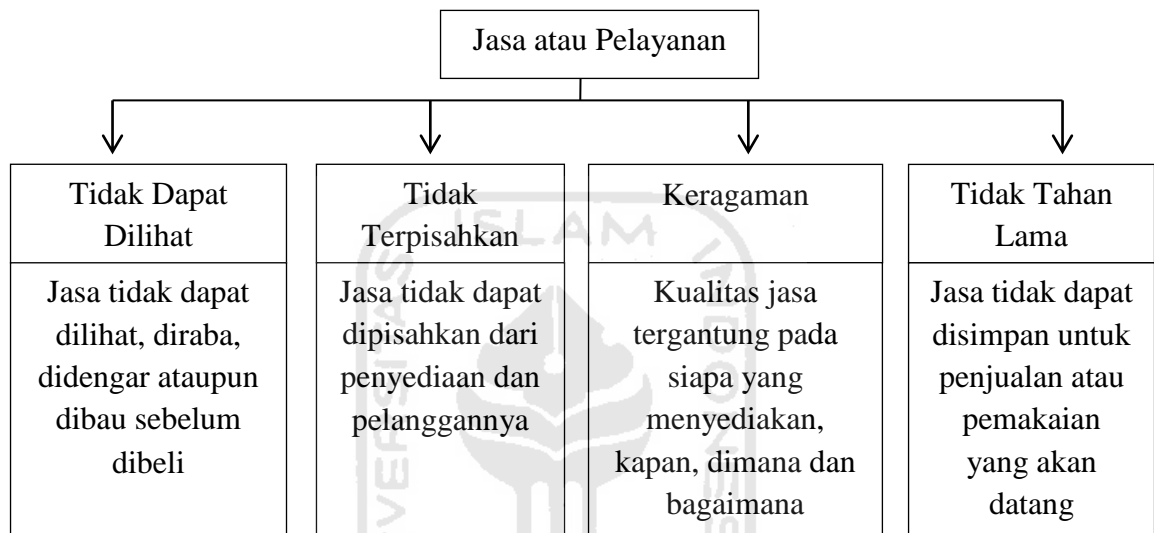 Jasa atau Pelayanan
Tidak Dapat
Dilihat
Jasa tidak dapat
dilihat, diraba,
didengar ataupun
dibau sebelum
dibeli
Tidak
Terpisahkan
Jasa tidak dapat
dipisahkan dari
penyediaan dan
pelanggannya
Keragaman
Kualitas jasa
tergantung pada
siapa yang
menyediakan,
kapan, dimana dan
bagaimana
Tidak Tahan
Lama
Jasa tidak dapat
disimpan untuk
penjualan atau
pemakaian
yang akan
datang
ISLAM